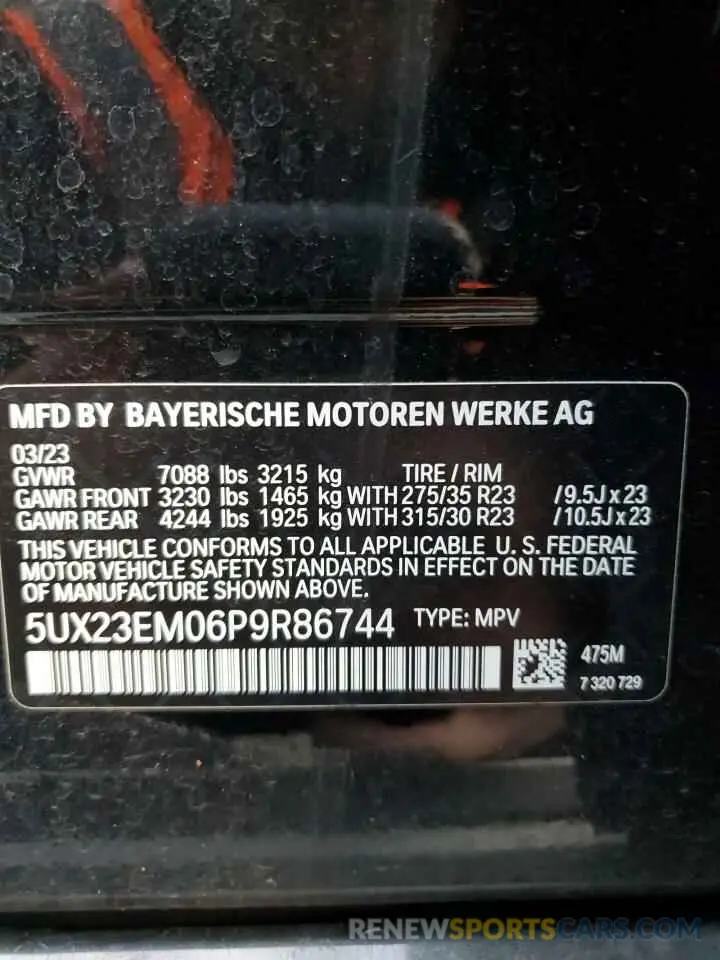 MFD BY BAYERISCHE MOTOREN WERKE AG
03/23
GVWR 7088 lbs 3215 kg TIRE / RIM
GAWR FRONT 3230 lbs 1465 kg WITH 275/35 R23 /9.5J x 23
GAWR REAR 4244 lbs 1925 kg WITH 315/30 R23 /10.5J x 23
THIS VEHICLE CONFORMS TO ALL APPLICABLE U. S. FEDERAL
MOTOR VEHICLE SAFETY STANDARDS IN EFFECT ON THE DATE
OF MANUFACTURE SHOWN ABOVE.
5UX23EM06P9R86744 TYPE: MPV
475M
7 320 729
RENEWSPORTSCARS.COM